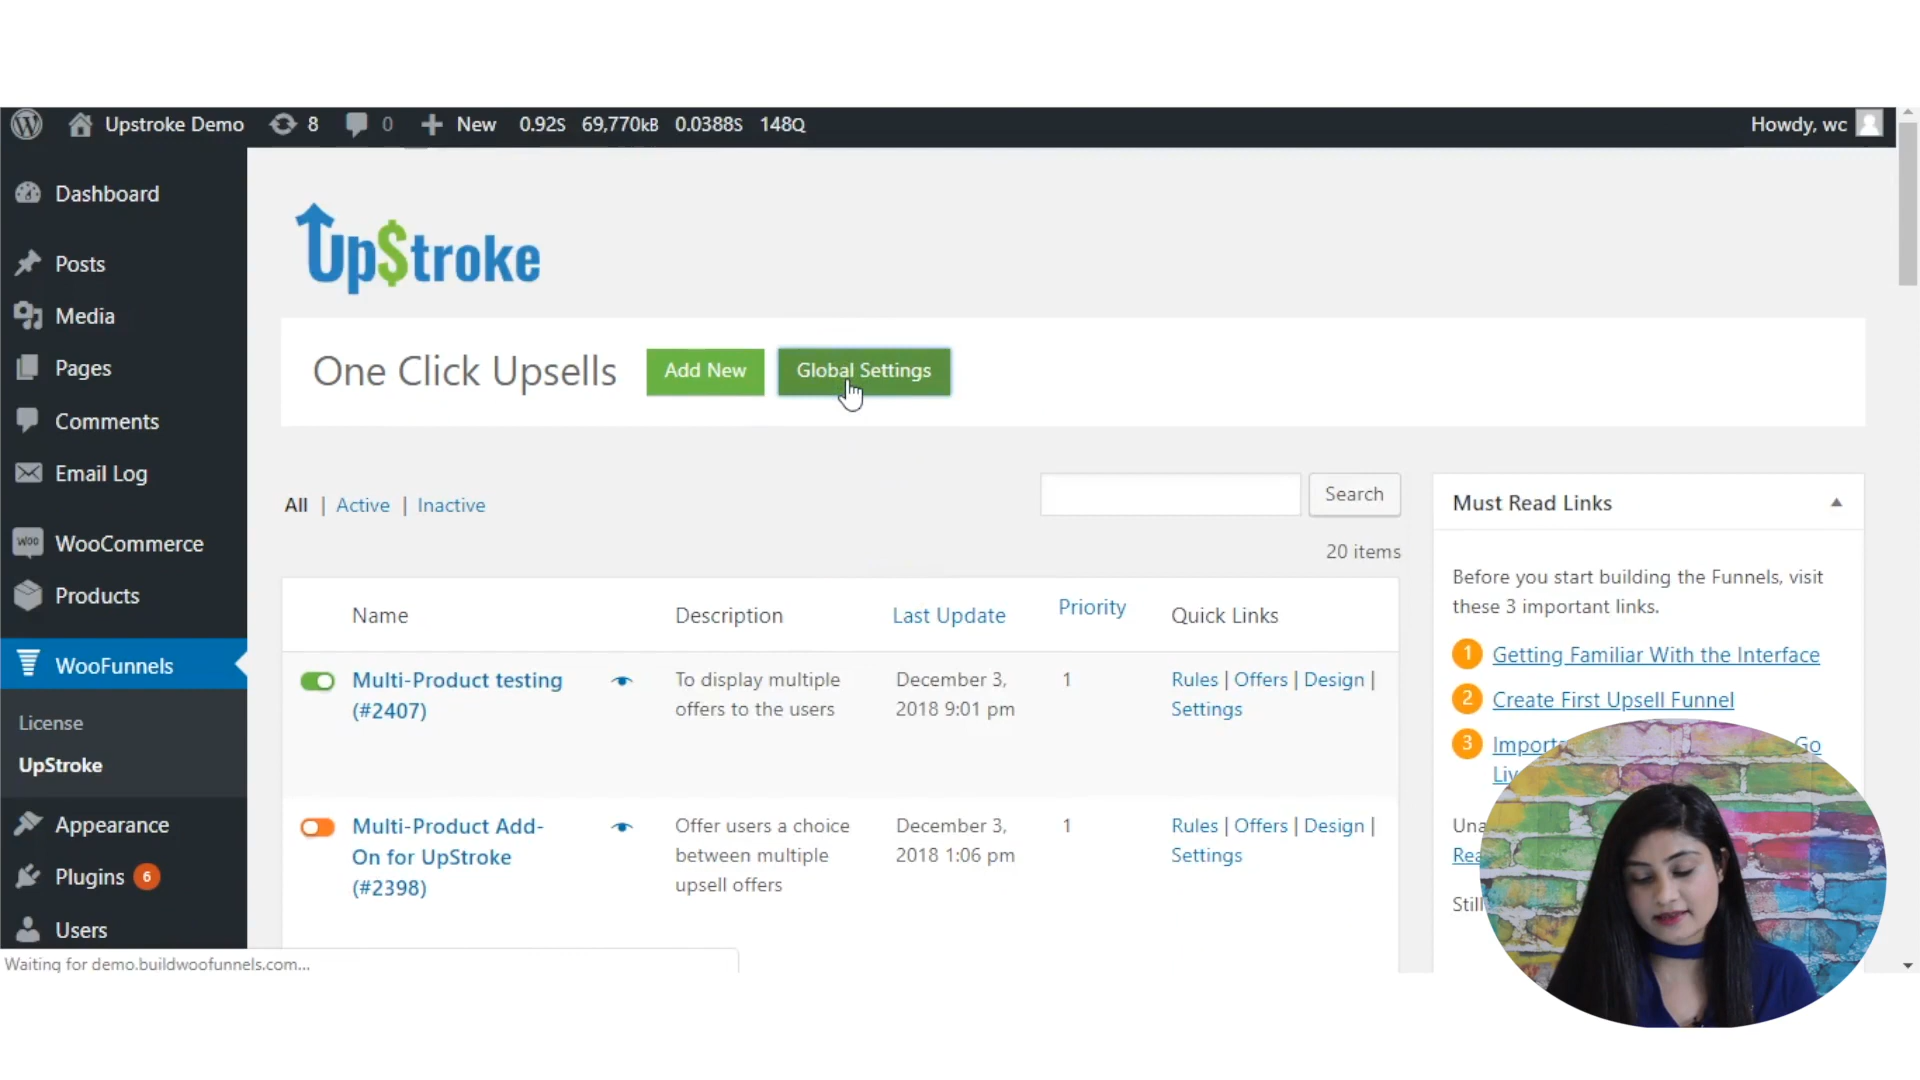 Upstroke Demo 8 0 New 0.92S 69,770KB 0.0388S 148Q Howdy, wc
Dashboard
Posts
Media
Pages
Comments
Email Log
WOO WooCommerce
Products
WooFunnels
License
UpStroke
Appearance
Plugins 6
Users
Waiting for demo.buildwoofunnels.com...
Up$troke
One Click Upsells Add New Global Settings
All | Active | Inactive
Search
20 items
Name Description Last Update Priority Quick Links
Multi-Product testing To display multiple December 3, 1 Rules | Offers | Design |
(#2407) offers to the users 2018 9:01 pm Settings
Multi-Product Add- Offer users a choice December 3, 1 Rules | Offers | Design |
On for UpStroke between multiple 2018 1:06 pm Settings
(#2398) upsell offers
Must Read Links
Before you start building the Funnels, visit
these 3 important links.
1 Getting Familiar With the Interface
2 Create First Upsell Funnel
3 Go
Still